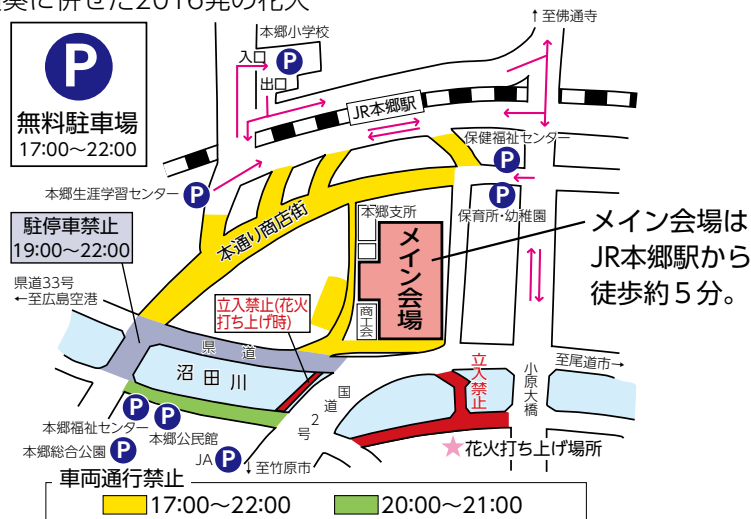 奏に併せた2016発の花火
↑至佛通寺
本郷小学校
P
入口
P
出口
無料駐車場
17:00～22:00
JR本郷駅
保健福祉センター
P
本郷生涯学習センター P
P
保育所・幼稚園
本郷支所
駐停車禁止
19:00～22:00
本通り商店街
メイン会場
メイン会場は
JR本郷駅から
徒歩約５分。
県道33号
←至広島空港
立入禁止(花火
打ち上げ時)
商工会
県道
沼田川
国道2号
立入禁止
小原大橋
至尾道市→
P
本郷福祉センター
P
本郷公民館
本郷総合公園 P
JA P
↓至竹原市
★花火打ち上げ場所
車両通行禁止
17:00～22:00
20:00～21:00